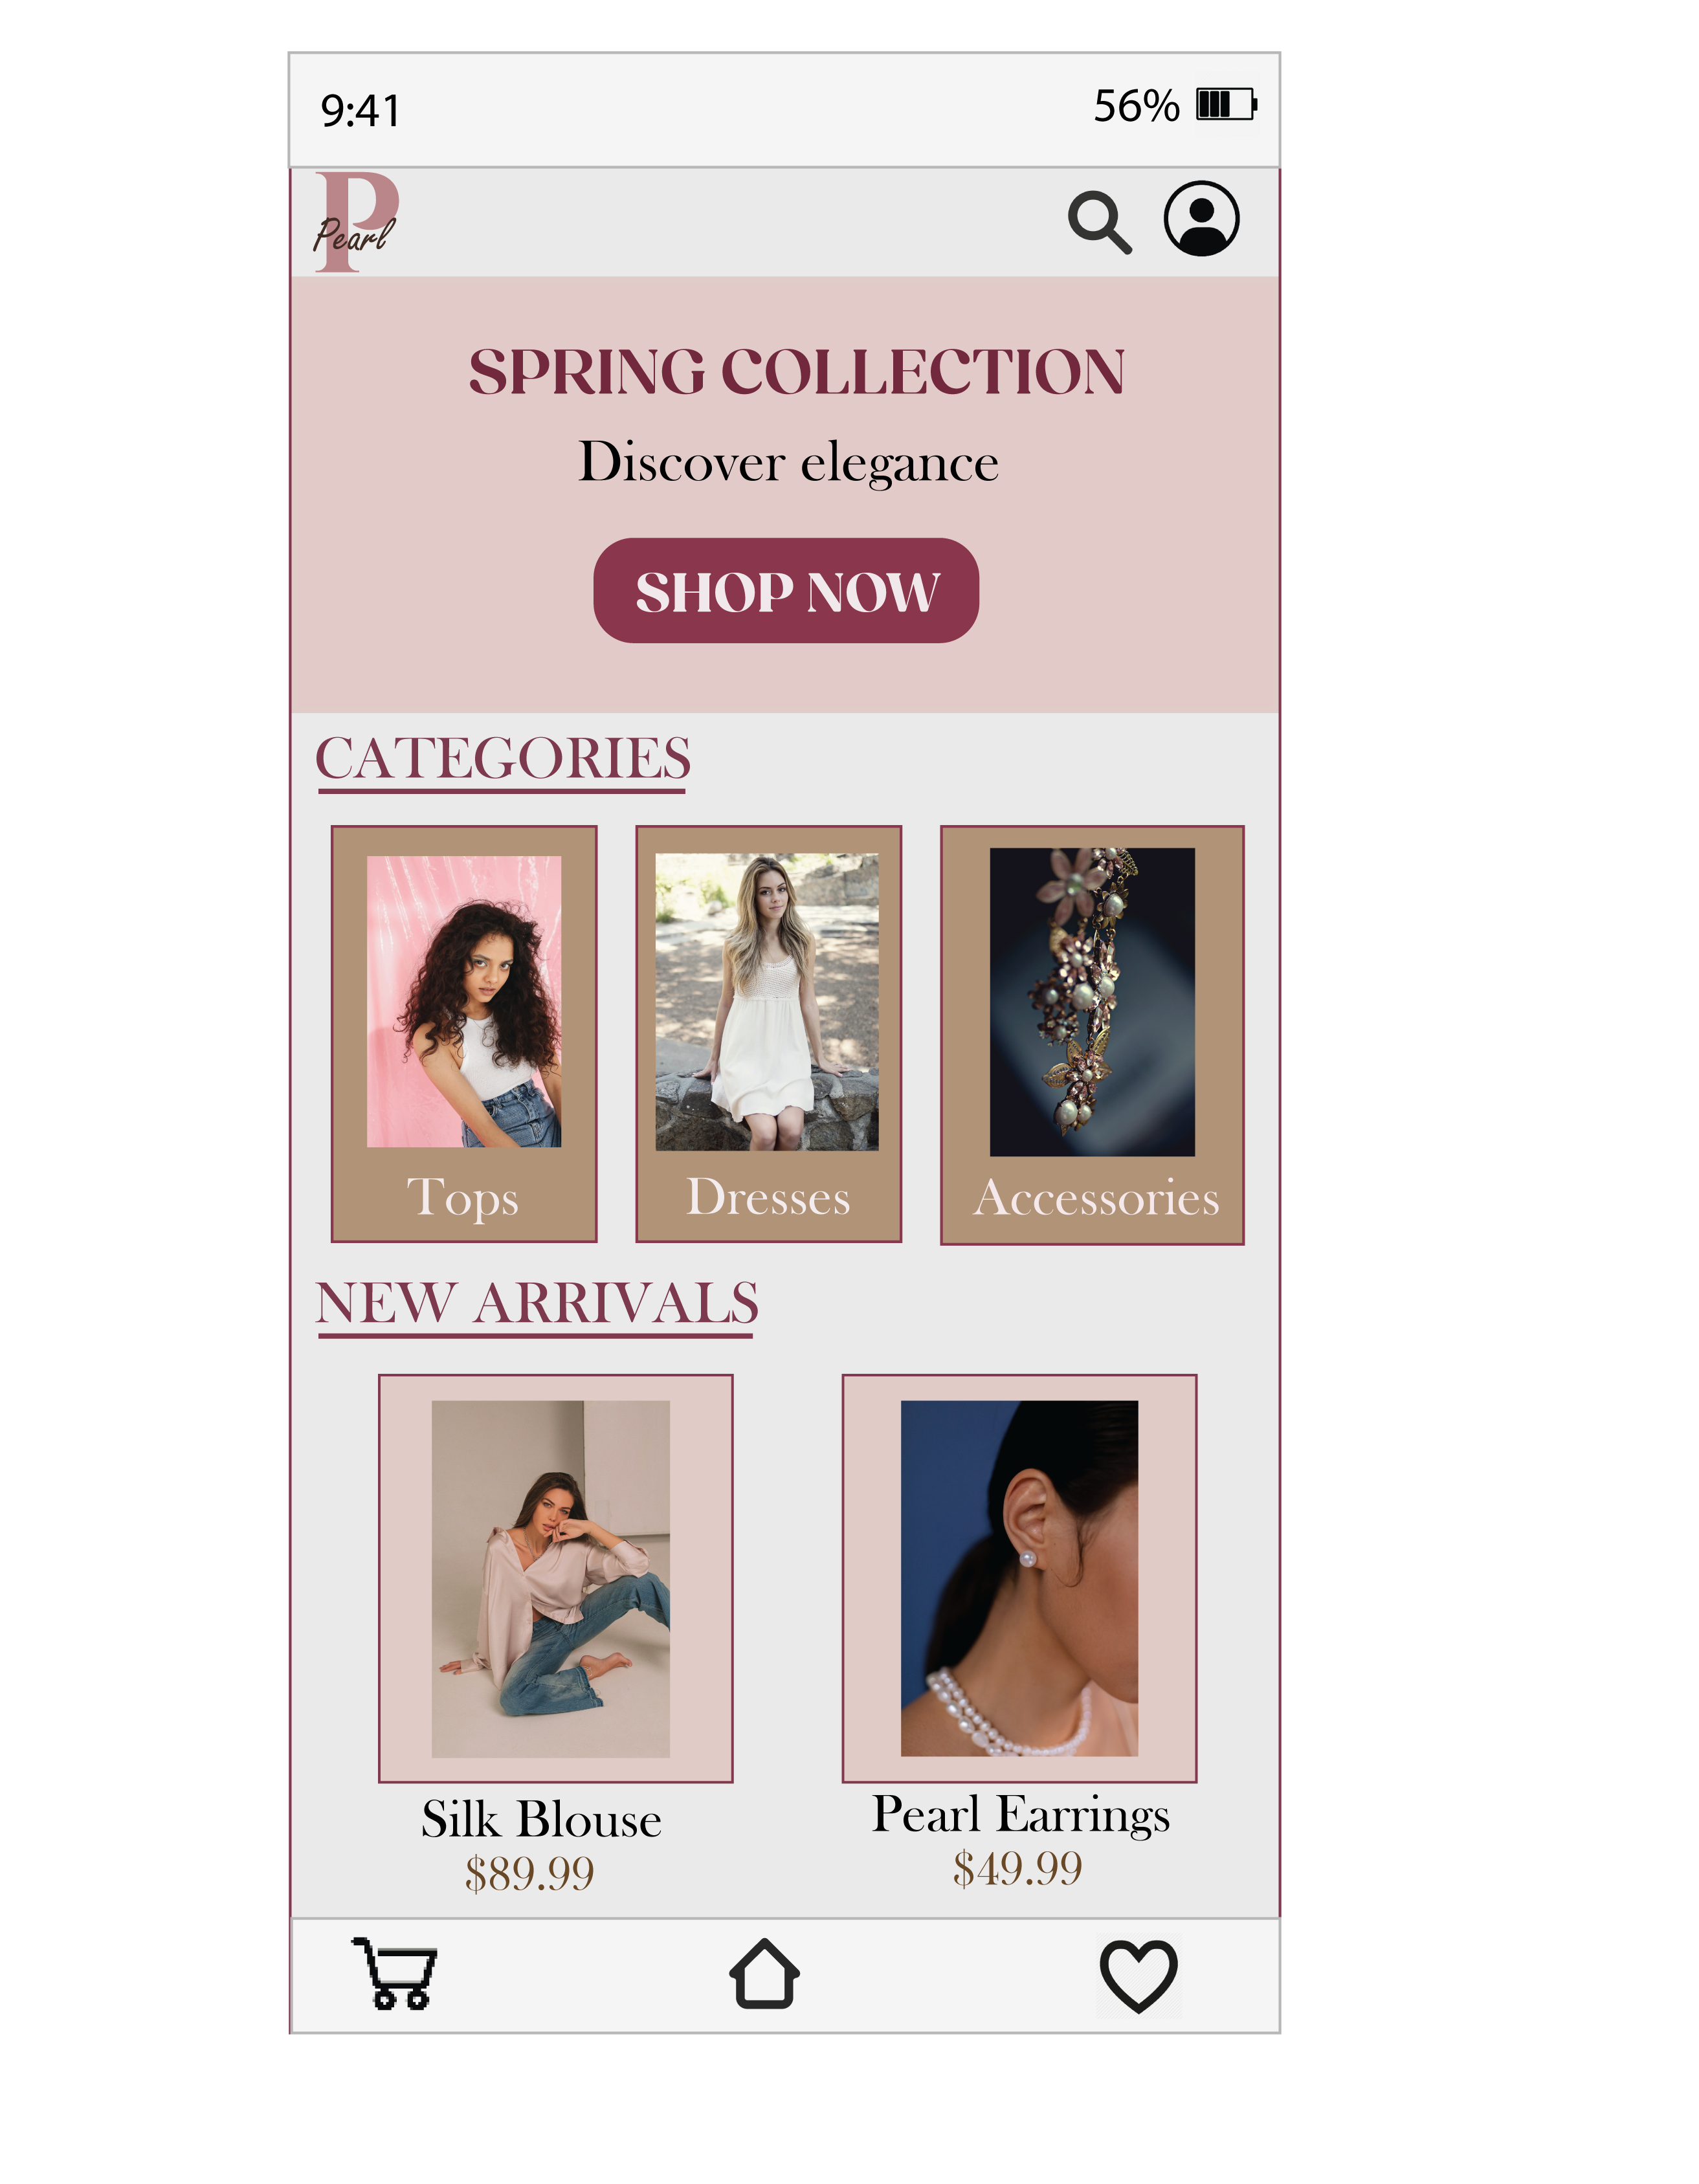 9:41 56%
P
Pearl
SPRING COLLECTION
Discover elegance
SHOP NOW
CATEGORIES
Tops Dresses Accessories
NEW ARRIVALS
Silk Blouse Pearl Earrings
$89.99 $49.99